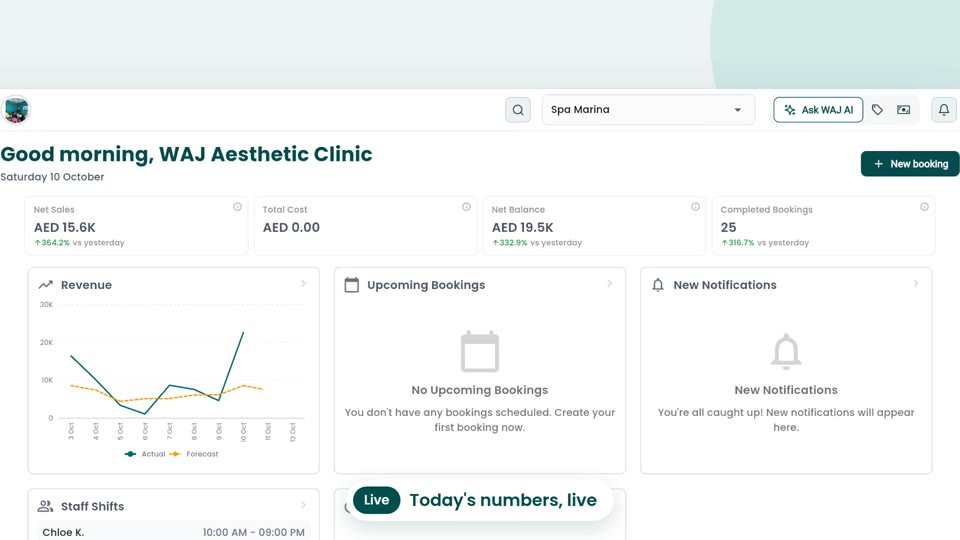 Spa Marina
Ask WAJ AI
Good morning, WAJ Aesthetic Clinic
Saturday 10 October
New booking
Net Sales
AED 15.6K
↑364.2% vs yesterday
Total Cost
AED 0.00
Net Balance
AED 19.5K
↑332.9% vs yesterday
Completed Bookings
25
↑316.7% vs yesterday
Revenue
30K
20K
10K
0
3 Oct
4 Oct
5 Oct
6 Oct
7 Oct
8 Oct
9 Oct
10 Oct
11 Oct
12 Oct
Actual
Forecast
Upcoming Bookings
No Upcoming Bookings
You don't have any bookings scheduled. Create your
first booking now.
New Notifications
New Notifications
You're all caught up! New notifications will appear
here.
Staff Shifts
Chloe K.
10:00 AM - 09:00 PM
Live
Today's numbers, live